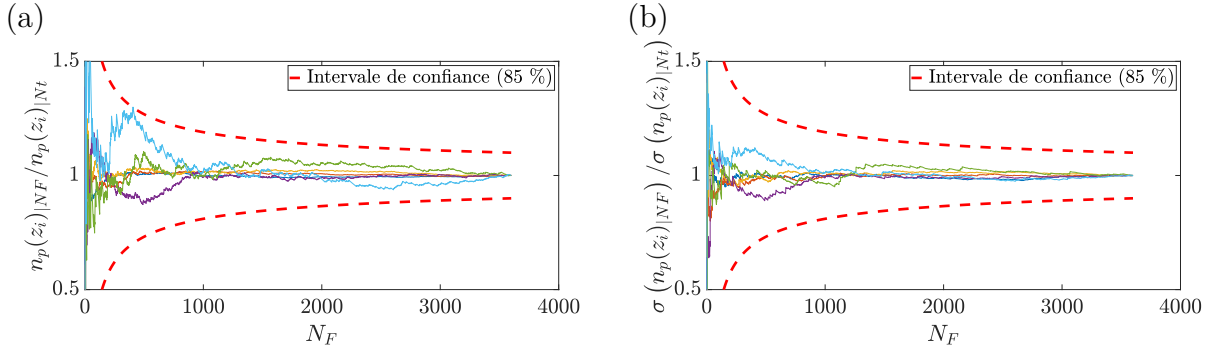 (a)
n_p(z_i)_{|NF}/n_p(z_i)_{|Nt}
1.5
1
0.5
Intervale de confiance (85 %)
0
1000
2000
3000
4000
N_F
(b)
σ (n_p(z_i)_{|NF}) /σ (n_p(z_i)_{|Nt})
1.5
1
0.5
Intervale de confiance (85 %)
0
1000
2000
3000
4000
N_F